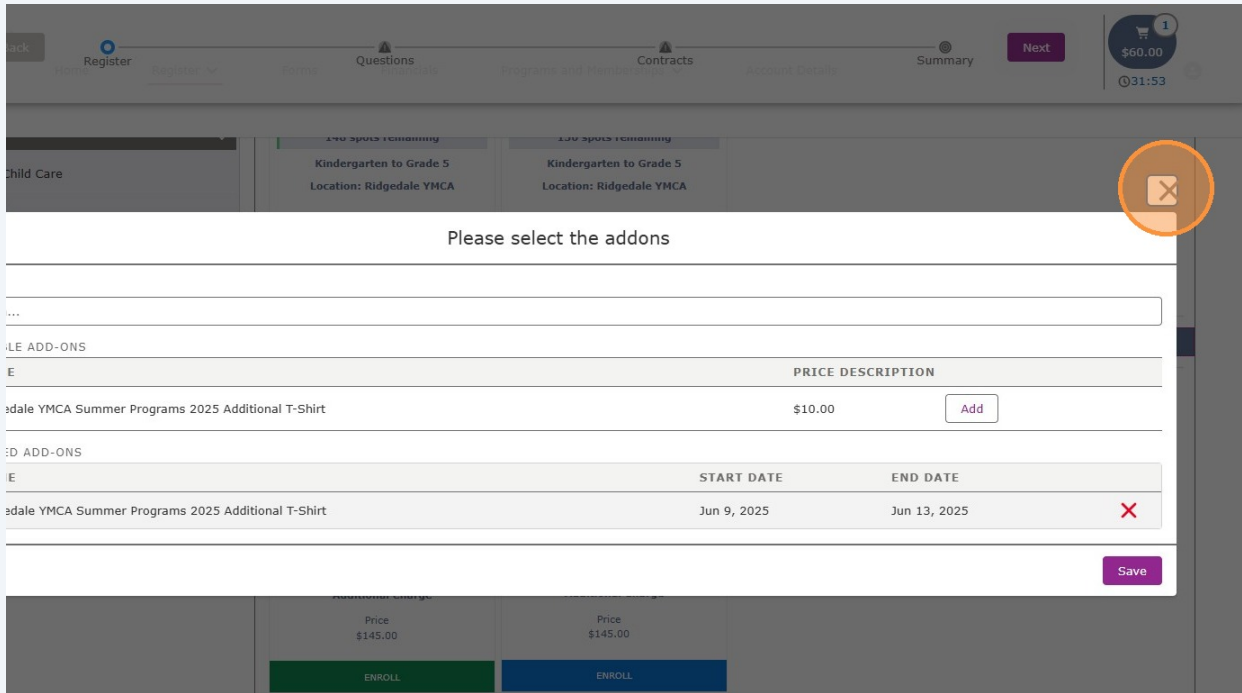 Back
Register
Questions
Contracts
Summary
Next
1
$60.00
31:53
Home
Register
Forms
Financials
Programs and Memberships
Account Details
146 spots remaining
150 spots remaining
Child Care
Kindergarten to Grade 5
Kindergarten to Grade 5
Location: Ridgedale YMCA
Location: Ridgedale YMCA
Please select the addons
...
LE ADD-ONS
E
PRICE DESCRIPTION
edale YMCA Summer Programs 2025 Additional T-Shirt
$10.00
Add
ED ADD-ONS
E
START DATE
END DATE
edale YMCA Summer Programs 2025 Additional T-Shirt
Jun 9, 2025
Jun 13, 2025
Save
Additional Charge
Additional Charge
Price
Price
$145.00
$145.00
ENROLL
ENROLL